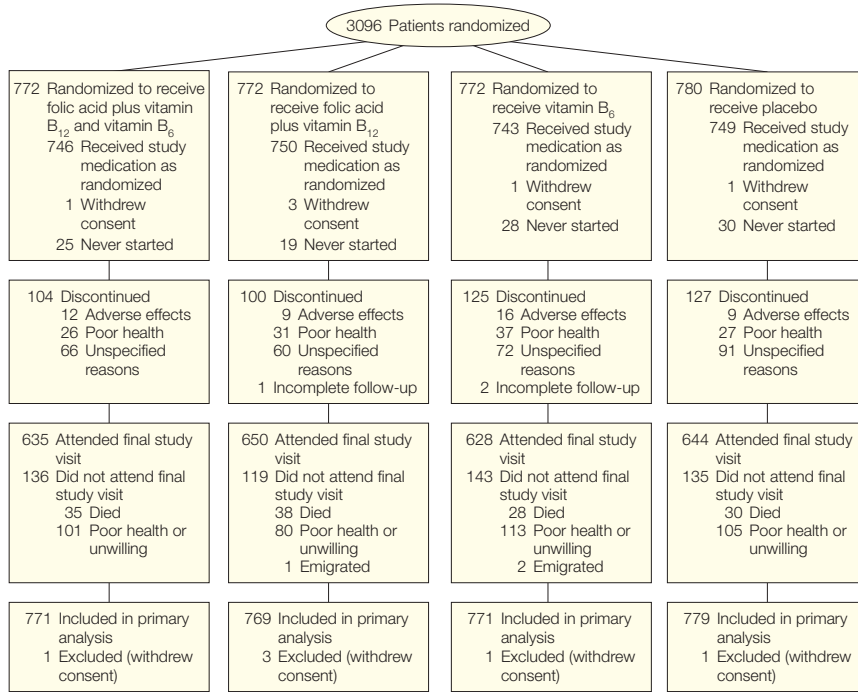 3096 Patients randomized
772 Randomized to receive
folic acid plus vitamin
B12 and vitamin B6
746 Received study
medication as
randomized
1 Withdrew
consent
25 Never started
772 Randomized to
receive folic acid
plus vitamin B12
750 Received study
medication as
randomized
3 Withdrew
consent
19 Never started
772 Randomized to
receive vitamin B6
743 Received study
medication as
randomized
1 Withdrew
consent
28 Never started
780 Randomized to
receive placebo
749 Received study
medication as
randomized
1 Withdrew
consent
30 Never started
104 Discontinued
12 Adverse effects
26 Poor health
66 Unspecified
reasons
100 Discontinued
9 Adverse effects
31 Poor health
60 Unspecified
reasons
1 Incomplete follow-up
125 Discontinued
16 Adverse effects
37 Poor health
72 Unspecified
reasons
2 Incomplete follow-up
127 Discontinued
9 Adverse effects
27 Poor health
91 Unspecified
reasons
635 Attended final study
visit
136 Did not attend final
study visit
35 Died
101 Poor health or
unwilling
650 Attended final study
visit
119 Did not attend final
study visit
38 Died
80 Poor health or
unwilling
1 Emigrated
628 Attended final study
visit
143 Did not attend final
study visit
28 Died
113 Poor health or
unwilling
2 Emigrated
644 Attended final study
visit
135 Did not attend final
study visit
30 Died
105 Poor health or
unwilling
771 Included in primary
analysis
1 Excluded (withdrew
consent)
769 Included in primary
analysis
3 Excluded (withdrew
consent)
771 Included in primary
analysis
1 Excluded (withdrew
consent)
779 Included in primary
analysis
1 Excluded (withdrew
consent)